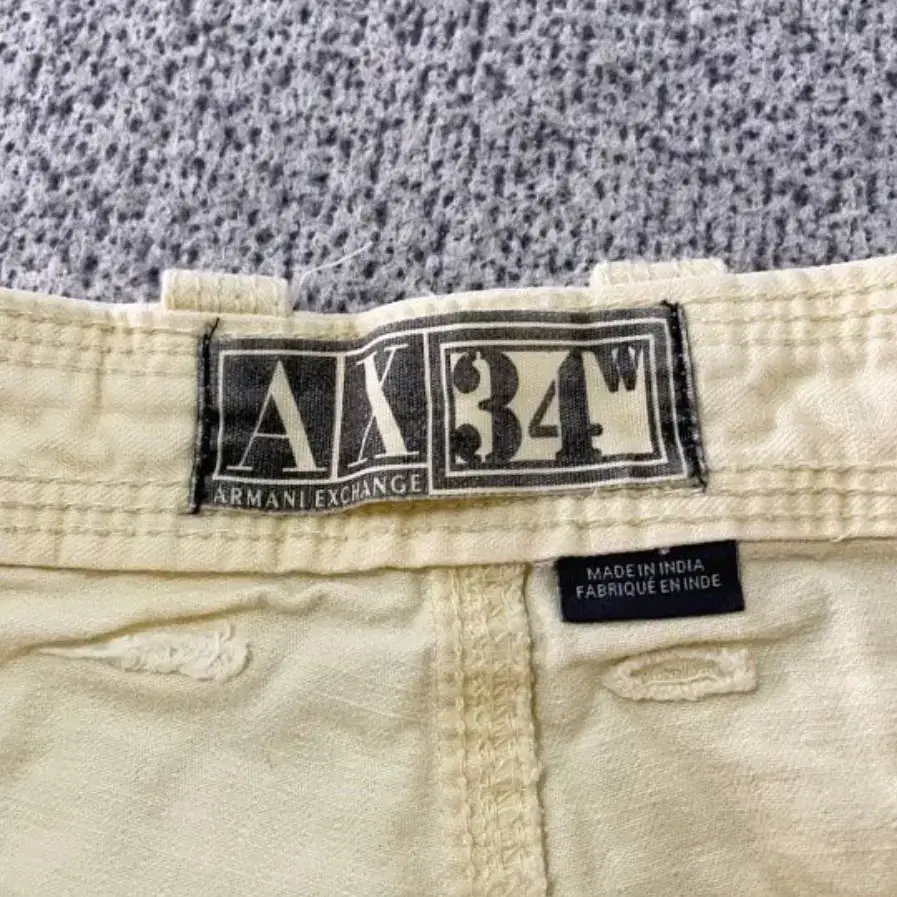 AX
ARMANI EXCHANGE
34W
MADE IN INDIA
FABRIQUÉ EN INDE